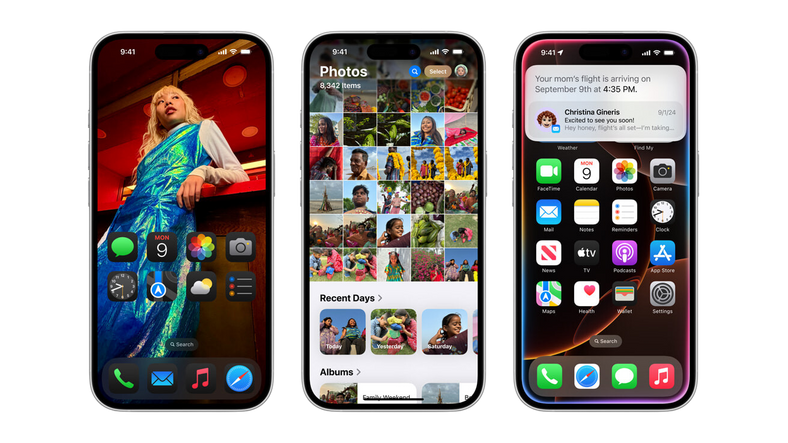 9:41
MON
9
Search
9:41
Photos
Select
8,342 Items
Recent Days
Today
Yesterday
Saturday
Albums
Family Weekend
9:41
Your mom's flight is arriving on
September 9th at 4:35 PM.
Christina Gineris 9/1/24
Excited to see you soon!
Hey honey, flight's all set—I'm taking...
Weather Find My
MON
9
FaceTime Calendar Photos Camera
Mail Notes Reminders Clock
tv
News TV Podcasts App Store
Maps Health Wallet Settings
Search